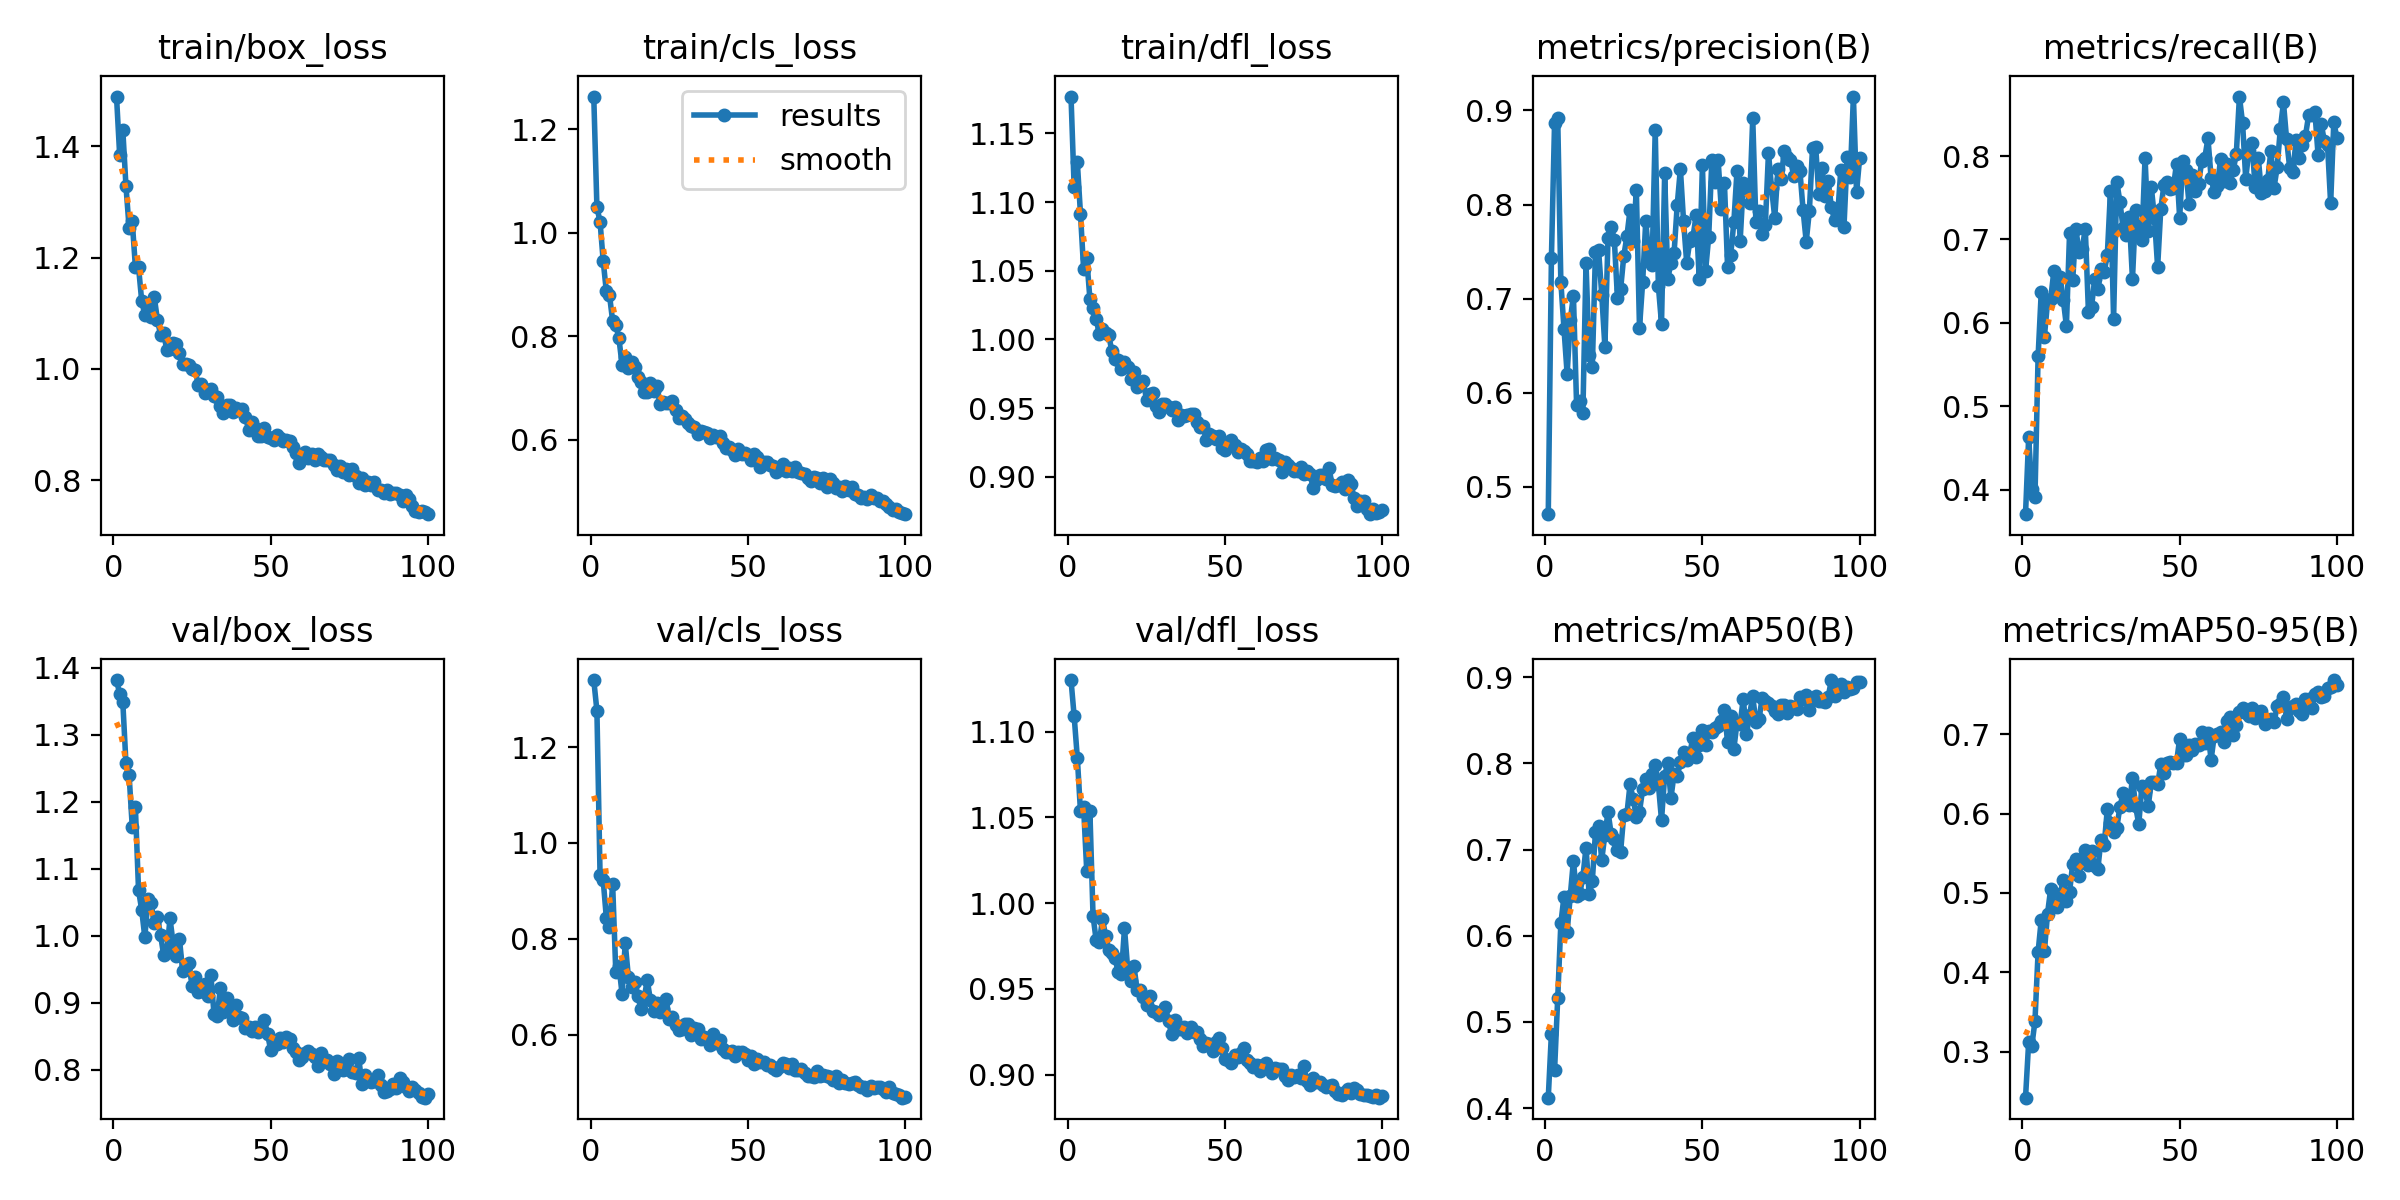 train/box_loss
1.4
1.2
1.0
0.8
0 50 100
train/cls_loss
results
smooth
1.2
1.0
0.8
0.6
0 50 100
train/dfl_loss
1.15
1.10
1.05
1.00
0.95
0.90
0 50 100
metrics/precision(B)
0.9
0.8
0.7
0.6
0.5
0 50 100
metrics/recall(B)
0.8
0.7
0.6
0.5
0.4
0 50 100
val/box_loss
1.4
1.3
1.2
1.1
1.0
0.9
0.8
0 50 100
val/cls_loss
1.2
1.0
0.8
0.6
0 50 100
val/dfl_loss
1.10
1.05
1.00
0.95
0.90
0 50 100
metrics/mAP50(B)
0.9
0.8
0.7
0.6
0.5
0.4
0 50 100
metrics/mAP50-95(B)
0.7
0.6
0.5
0.4
0.3
0 50 100